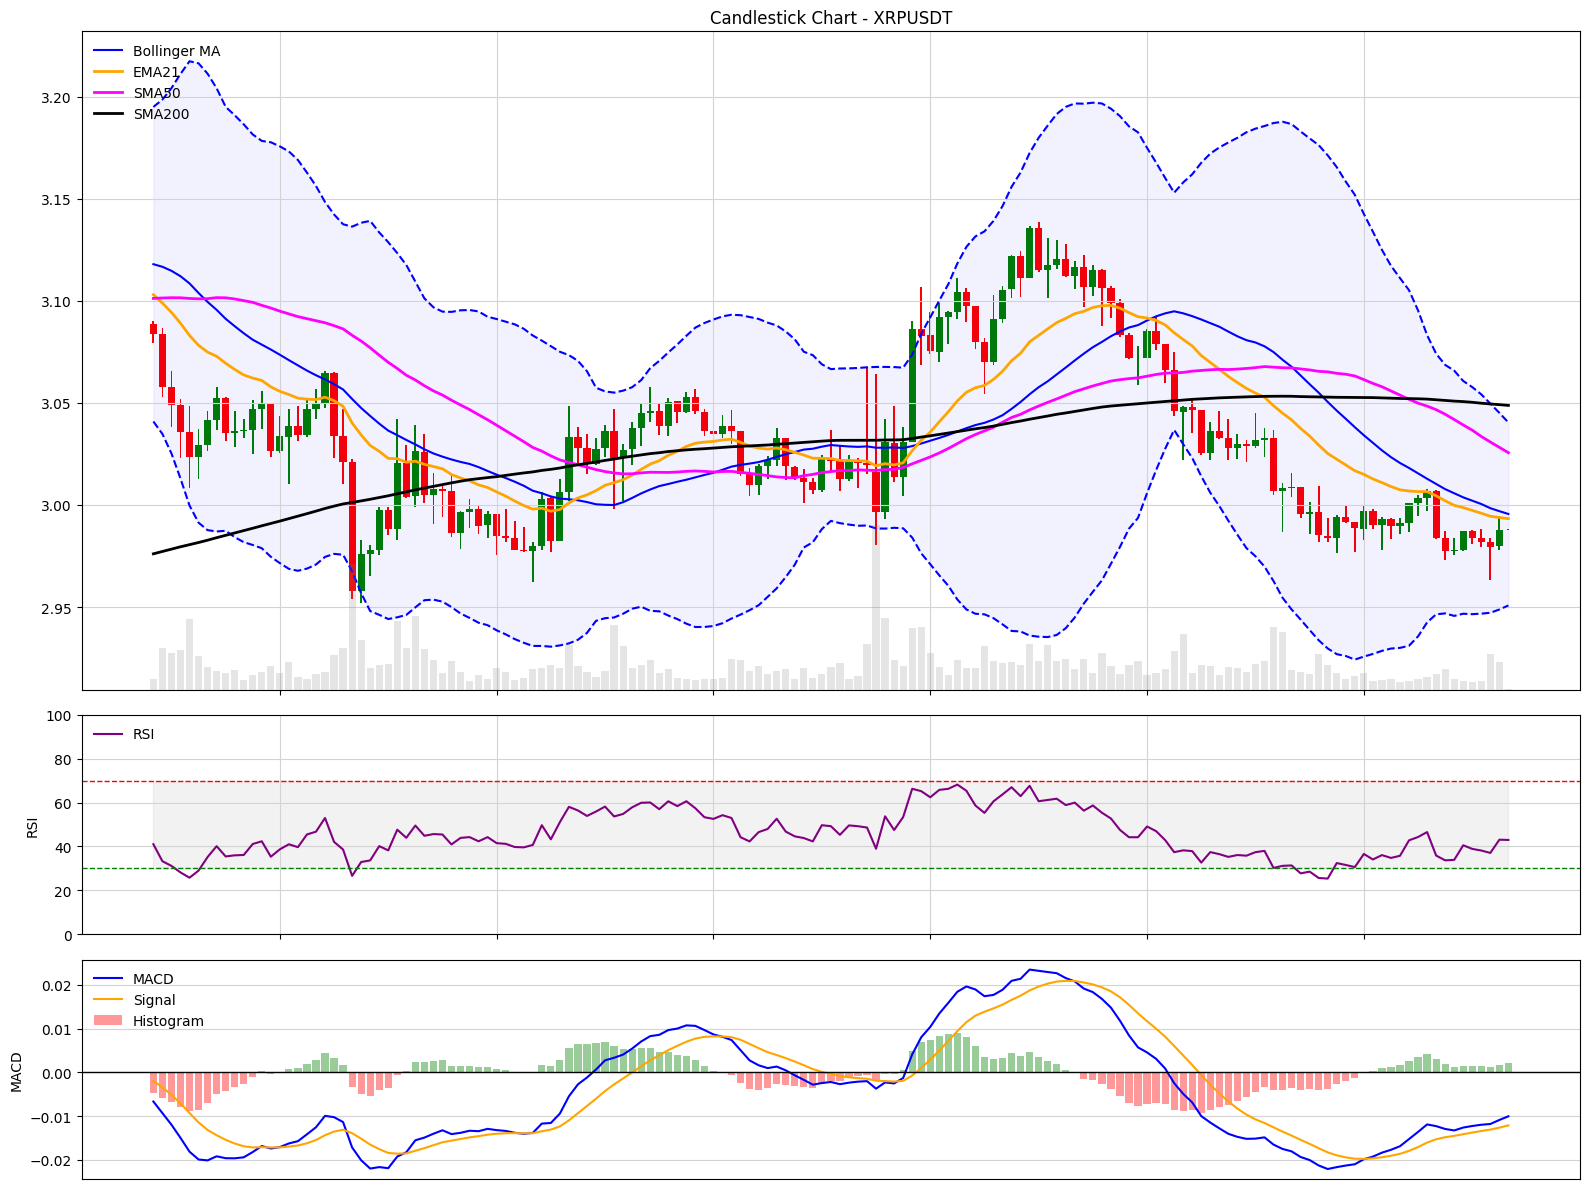 Candlestick Chart - XRPUSDT
Bollinger MA
EMA21
SMA50
SMA200
3.20
3.15
3.10
3.05
3.00
2.95
RSI
100
80
60
40
20
0
RSI
MACD
Signal
Histogram
0.02
0.01
0.00
−0.01
−0.02
MACD